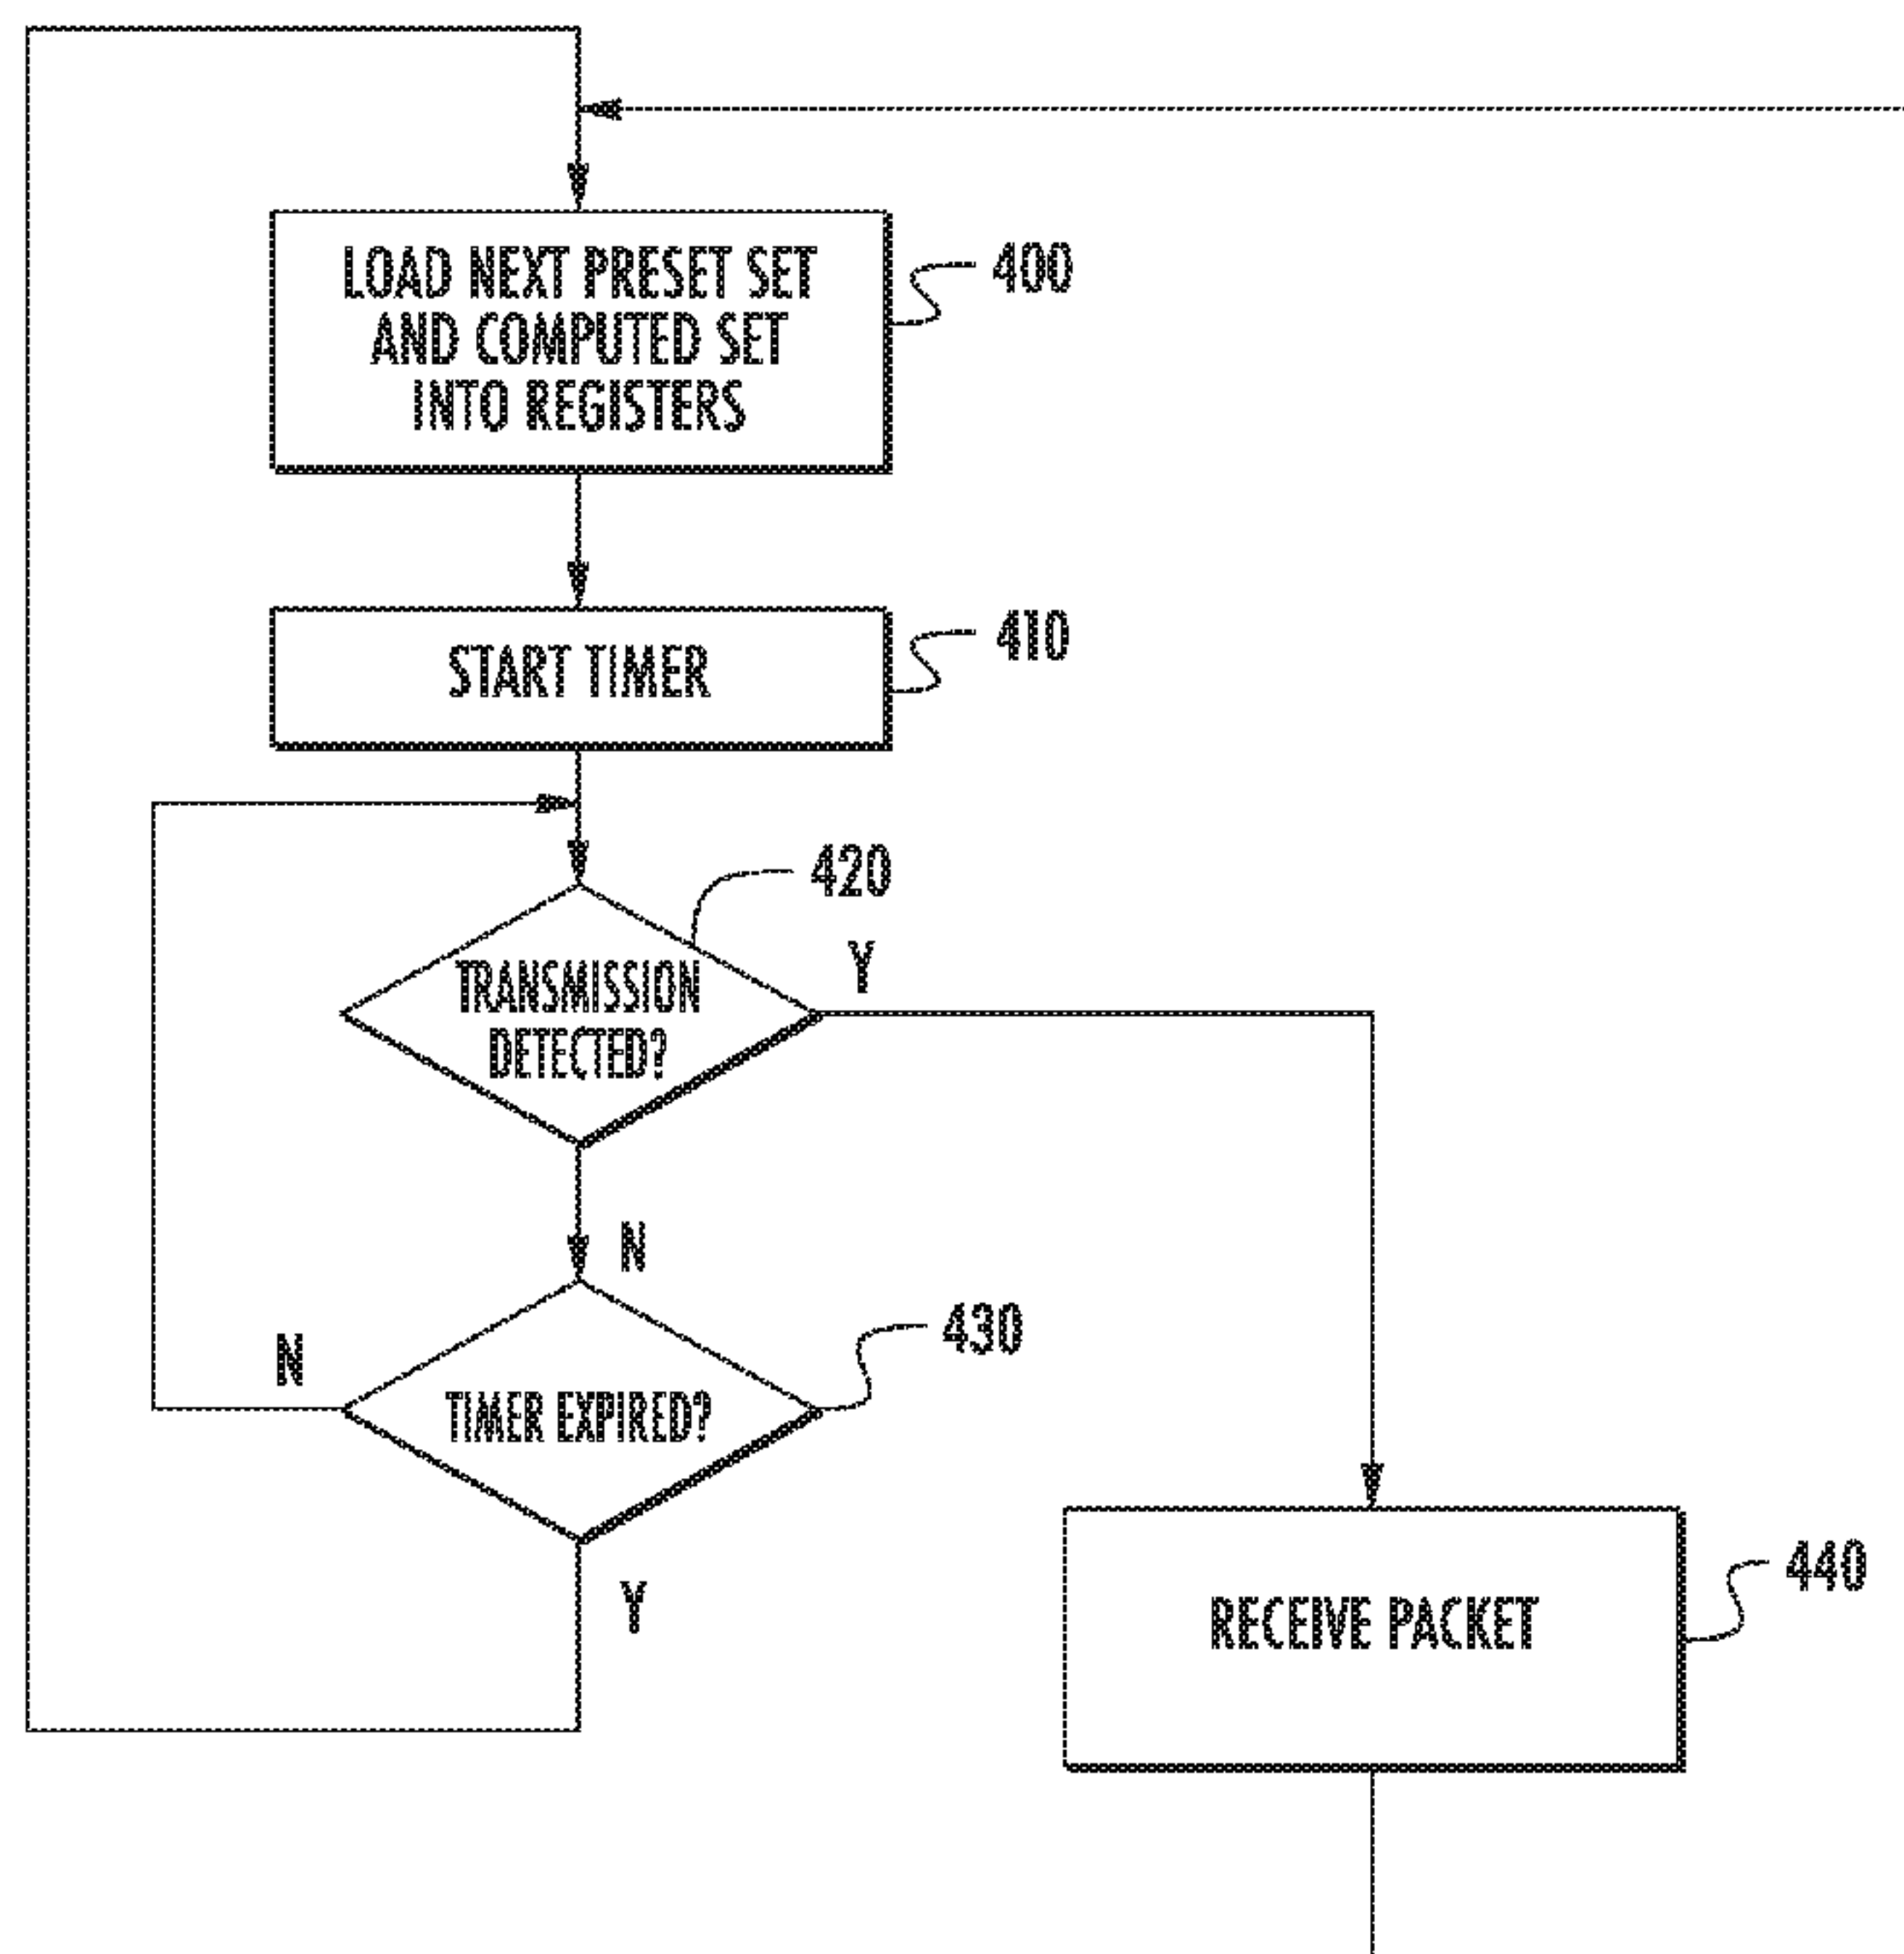 LOAD NEXT PRESET SET
AND COMPUTED SET
INTO REGISTERS
400
START TIMER
410
420
TRANSMISSION
DETECTED?
Y
N
430
N
TIMER EXPIRED?
Y
RECEIVE PACKET
440